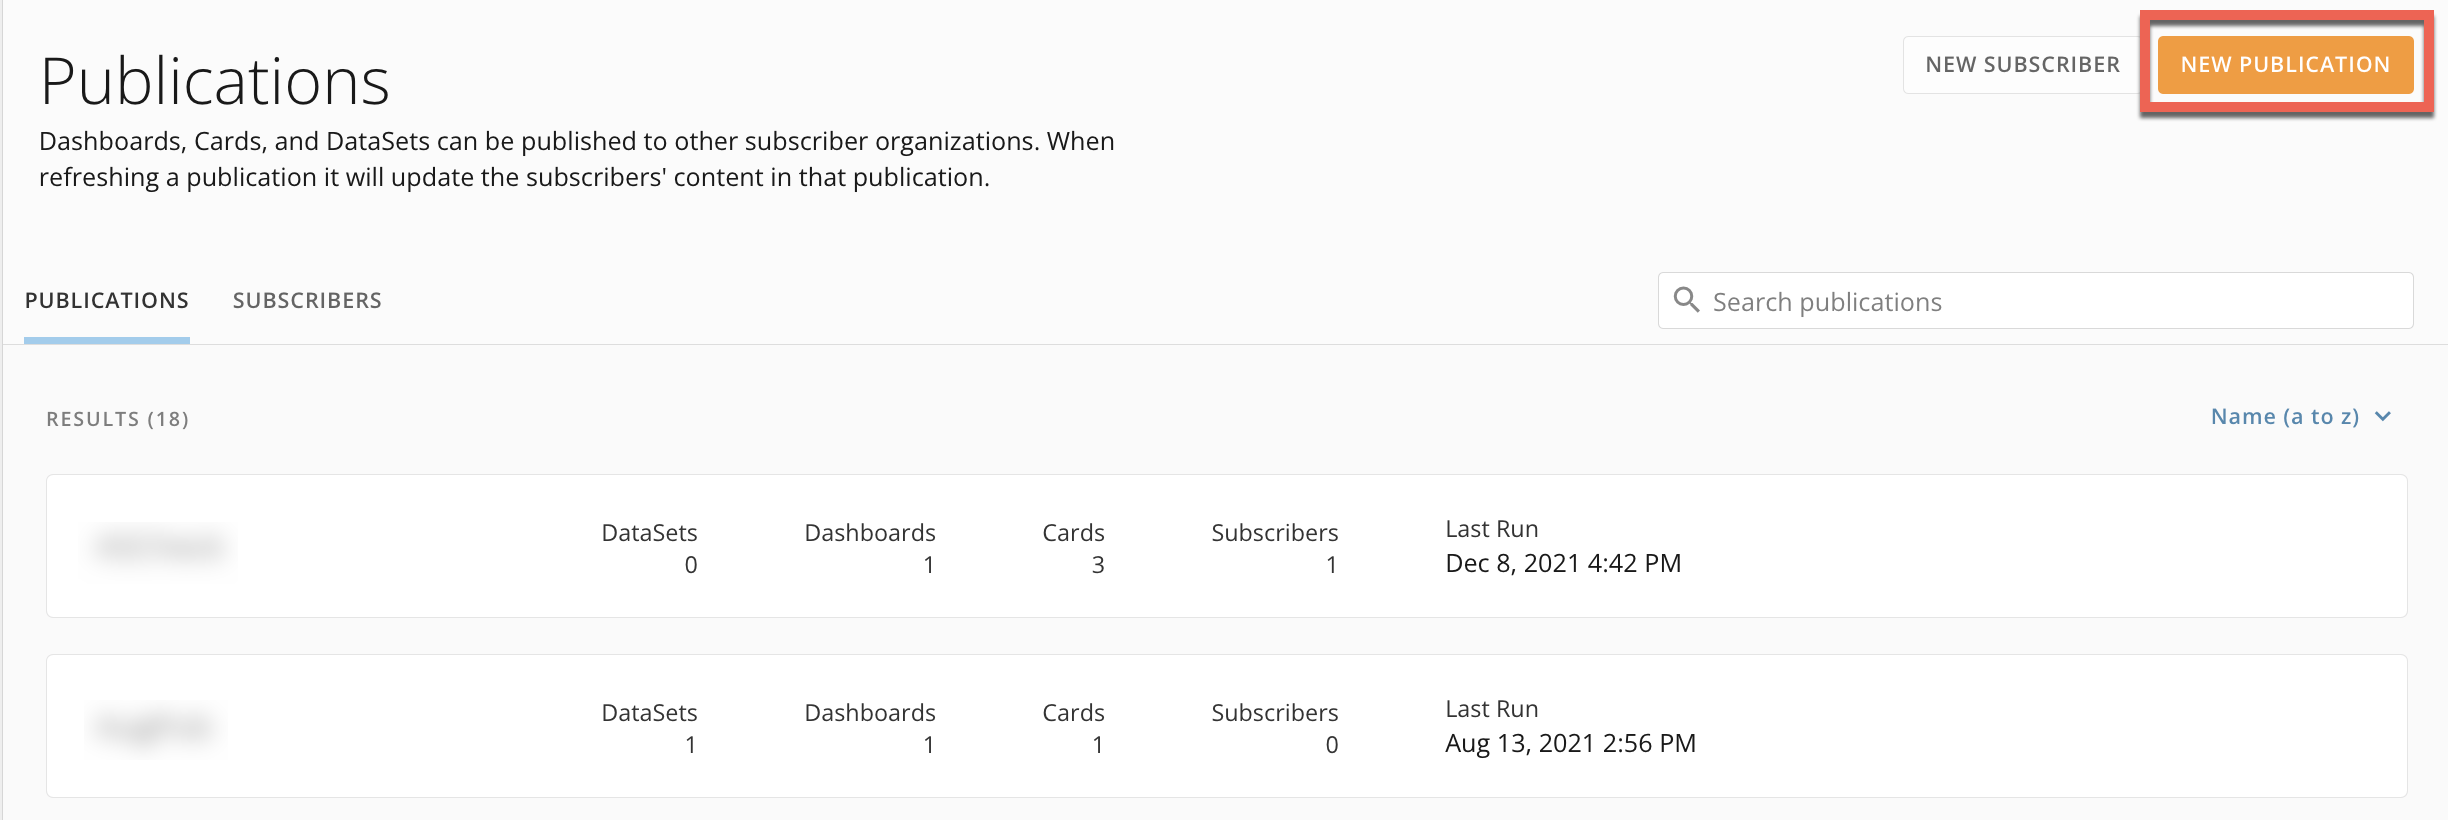 Publications
NEW SUBSCRIBER
NEW PUBLICATION
Dashboards, Cards, and DataSets can be published to other subscriber organizations. When
refreshing a publication it will update the subscribers' content in that publication.
PUBLICATIONS
SUBSCRIBERS
Search publications
RESULTS (18)
Name (a to z)
DataSets
0
Dashboards
1
Cards
3
Subscribers
1
Last Run
Dec 8, 2021 4:42 PM
DataSets
1
Dashboards
1
Cards
1
Subscribers
0
Last Run
Aug 13, 2021 2:56 PM